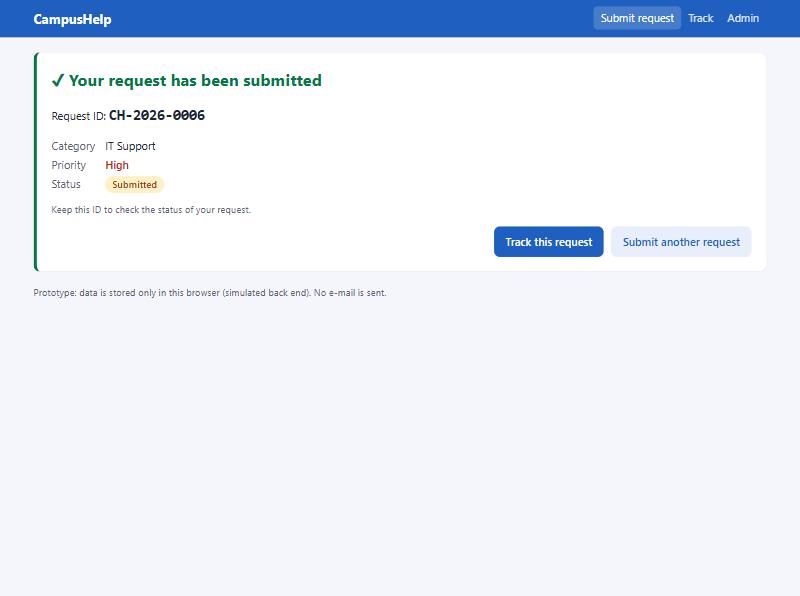 CampusHelp
Submit request Track Admin
✓ Your request has been submitted
Request ID: CH-2026-0006
Category IT Support
Priority High
Status Submitted
Keep this ID to check the status of your request.
Track this request Submit another request
Prototype: data is stored only in this browser (simulated back end). No e-mail is sent.